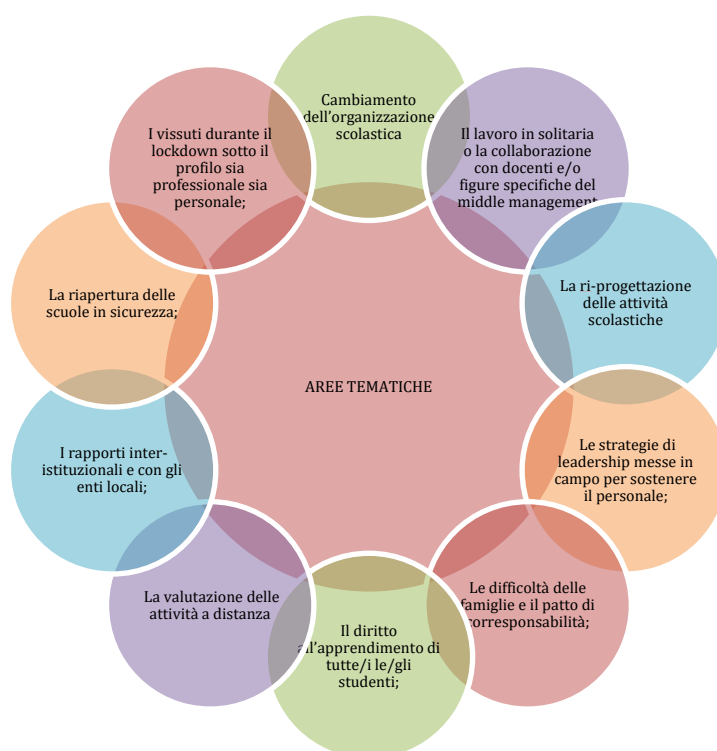 Cambiamento
dell'organizzazione
scolastica
Il lavoro in solitaria
o la collaborazione
con docenti e/o
figure specifiche del
middle management
La ri-progettazione
delle attività
scolastiche
Le strategie di
leadership messe in
campo per sostenere
il personale;
Le difficoltà delle
famiglie e il patto di
corresponsabilità;
Il diritto
all'apprendimento di
tutte/i le/gli
studenti;
La valutazione delle
attività a distanza
I rapporti inter-
istituzionali e con gli
enti locali;
La riapertura delle
scuole in sicurezza;
I vissuti durante il
lockdown sotto il
profilo sia
professionale sia
personale;
AREE TEMATICHE